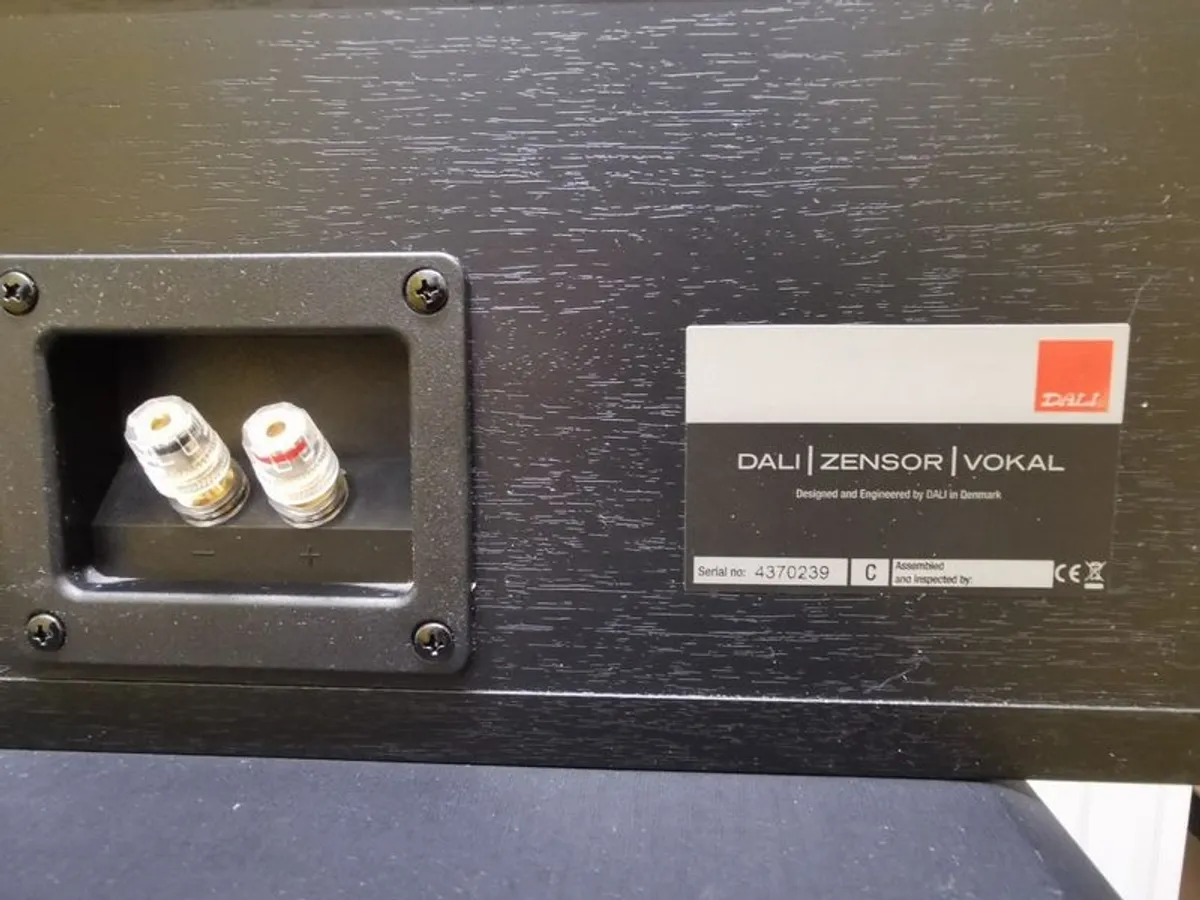 DALI
DALI|ZENSOR|VOKAL
Designed and Engineered by DALI in Denmark
Serial no: 4370239
C
Assembled
and inspected by:
CE
− +